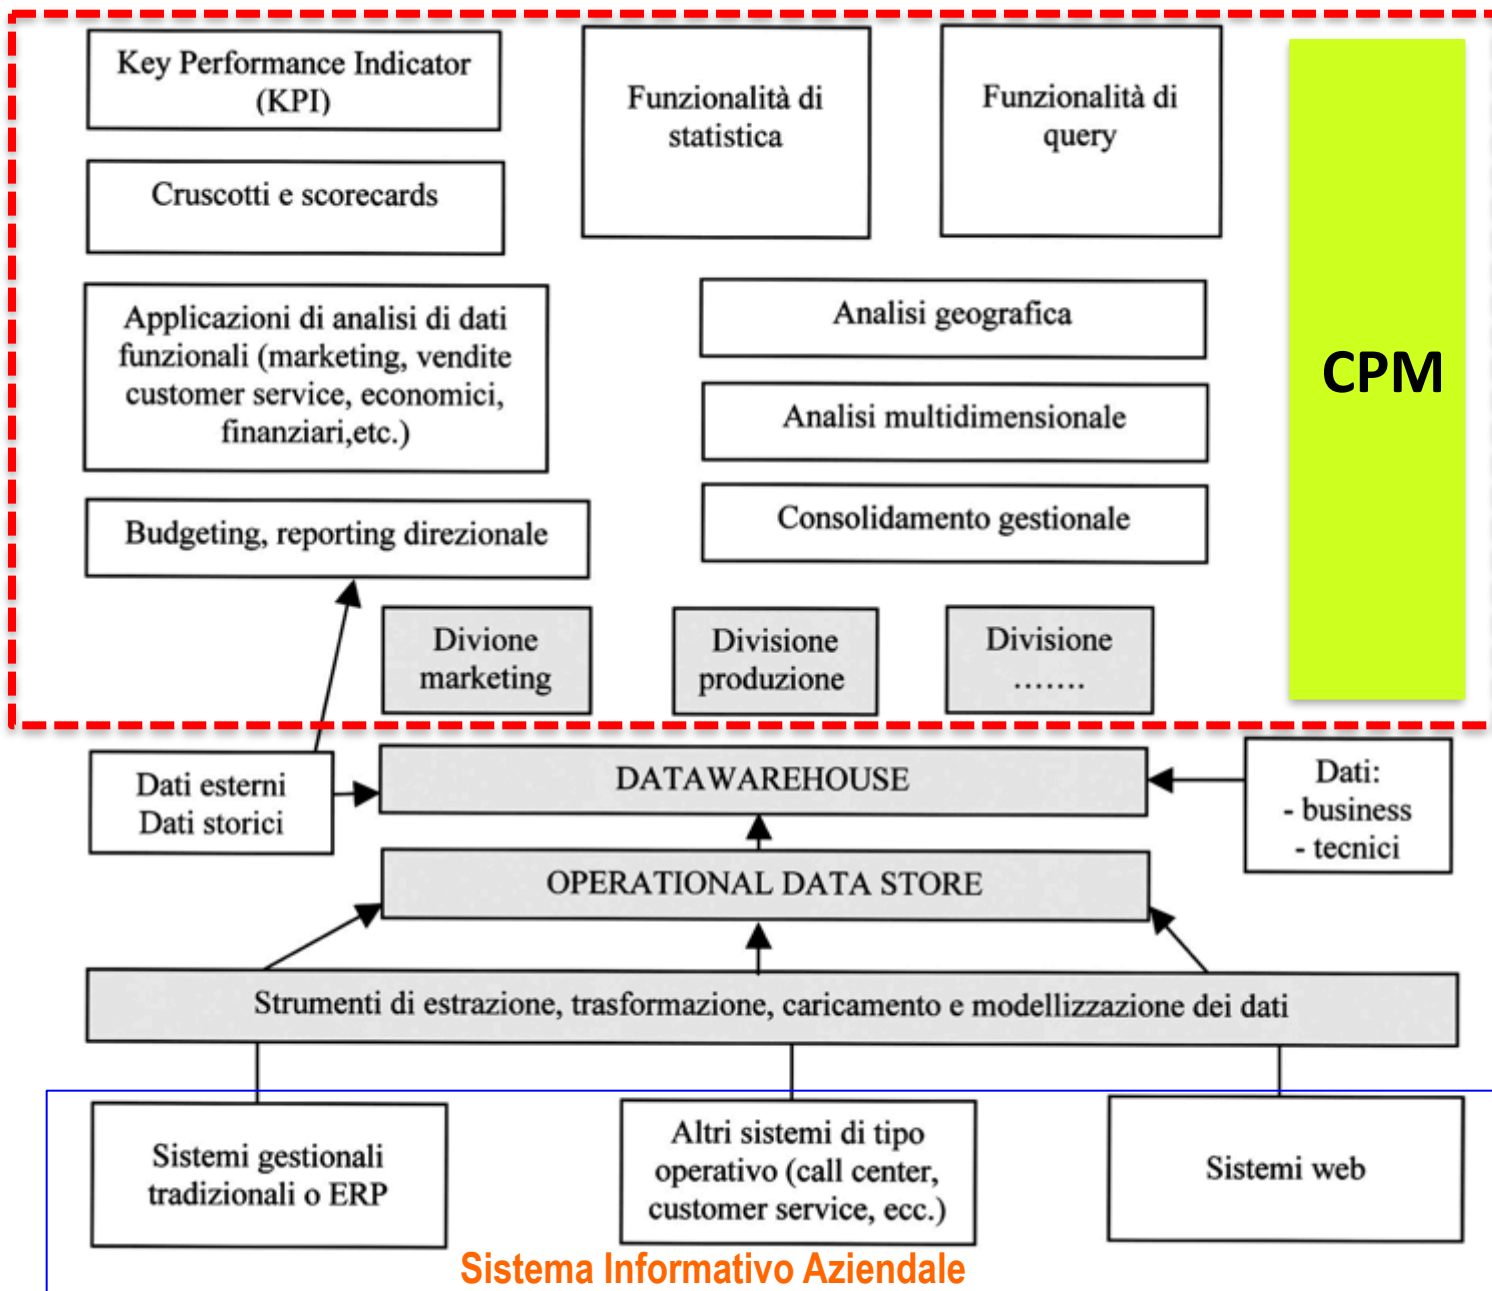 Key Performance Indicator
(KPI)
Funzionalità di
statistica
Funzionalità di
query
Cruscotti e scorecards
Applicazioni di analisi di dati
funzionali (marketing, vendite
customer service, economici,
finanziari,etc.)
Analisi geografica
Analisi multidimensionale
Consolidamento gestionale
CPM
Budgeting, reporting direzionale
Divione
marketing
Divisione
produzione
Divisione
.......
Dati esterni
Dati storici
DATAWAREHOUSE
Dati:
- business
- tecnici
OPERATIONAL DATA STORE
Strumenti di estrazione, trasformazione, caricamento e modellizzazione dei dati
Sistemi gestionali
tradizionali o ERP
Altri sistemi di tipo
operativo (call center,
customer service, ecc.)
Sistemi web
Sistema Informativo Aziendale